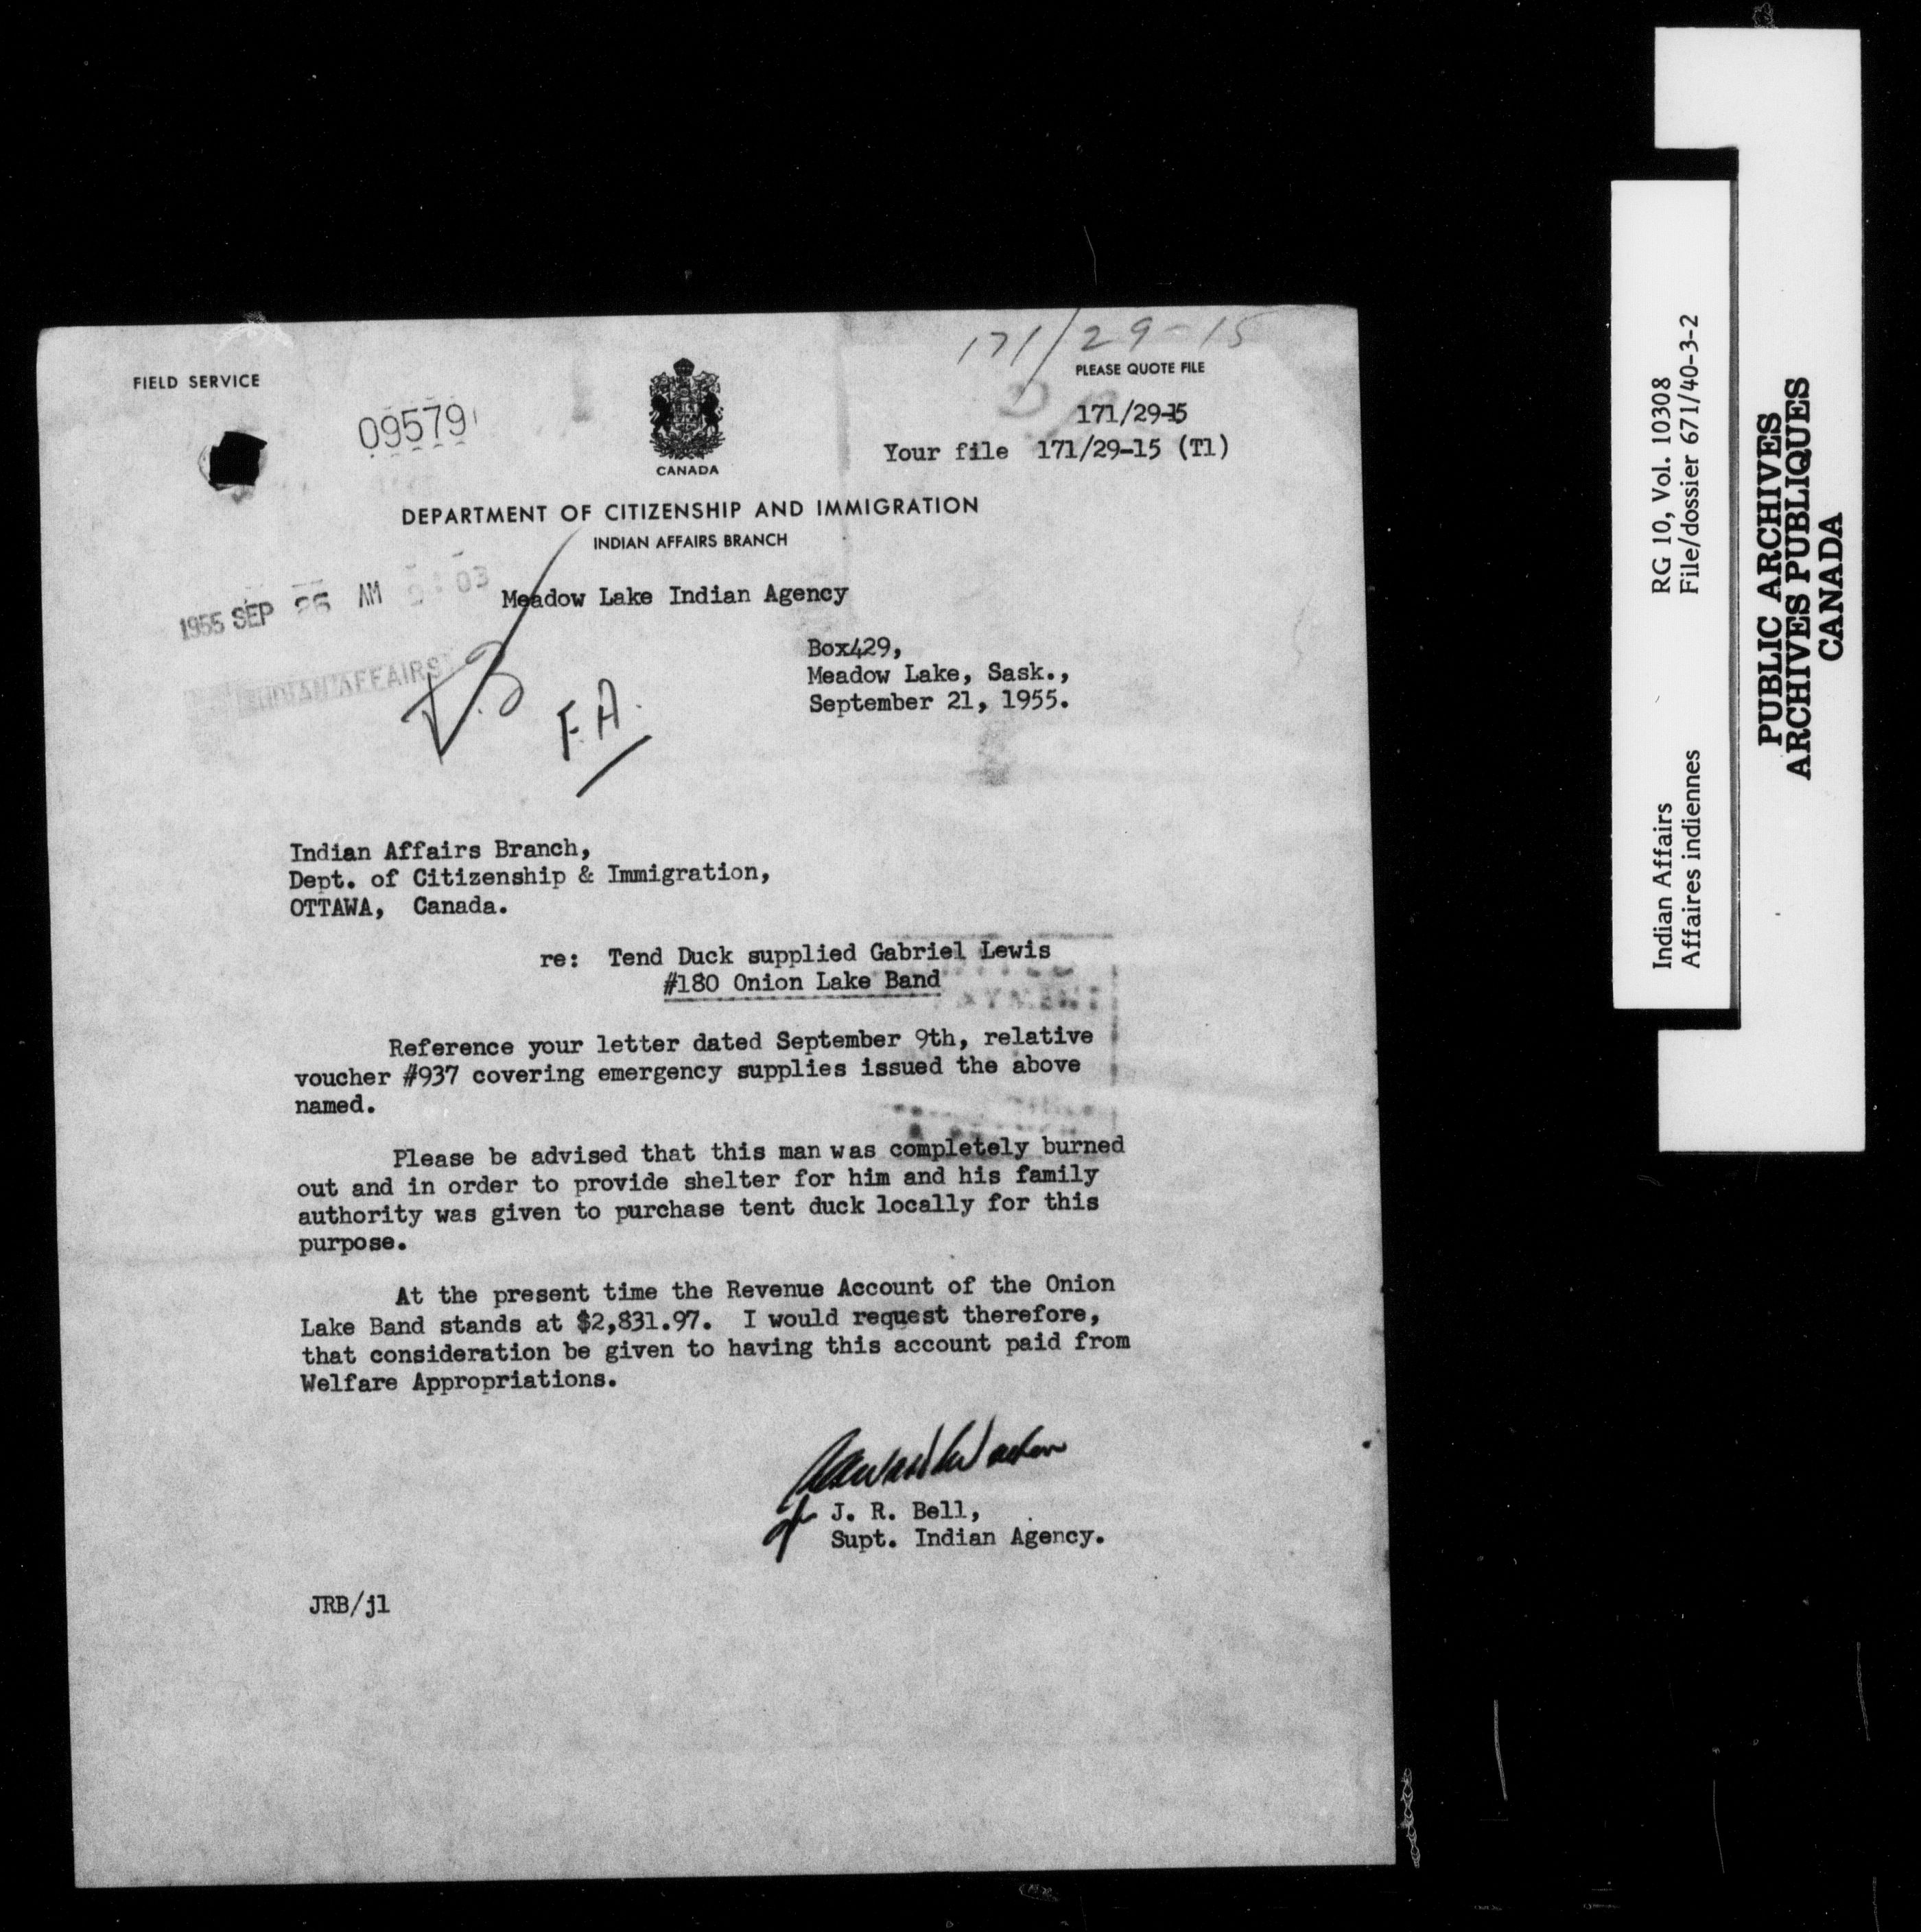 171/29-15
FIELD SERVICE
PLEASE QUOTE FILE
09579
171/29-15
Your file 171/29-15 (T1)
CANADA
DEPARTMENT OF CITIZENSHIP AND IMMIGRATION
INDIAN AFFAIRS BRANCH
Meadow Lake Indian Agency
1955 SEP 26 AM
INDIAN AFFAIRS
F.A.
Box429,
Meadow Lake, Sask.,
September 21, 1955.
Indian Affairs Branch,
Dept. of Citizenship & Immigration,
OTTAWA, Canada.
re: Tend Duck supplied Gabriel Lewis
#180 Onion Lake Band
Reference your letter dated September 9th, relative
voucher #937 covering emergency supplies issued the above
named.
Please be advised that this man was completely burned
out and in order to provide shelter for him and his family
authority was given to purchase tent duck locally for this
purpose.
At the present time the Revenue Account of the Onion
Lake Band stands at $2,831.97. I would request therefore,
that consideration be given to having this account paid from
Welfare Appropriations.
J. R. Bell,
Supt. Indian Agency.
JRB/jl
Indian Affairs RG 10, Vol. 10308
Affaires indiennes File/dossier 671/40-3-2
PUBLIC ARCHIVES
ARCHIVES PUBLIQUES
CANADA